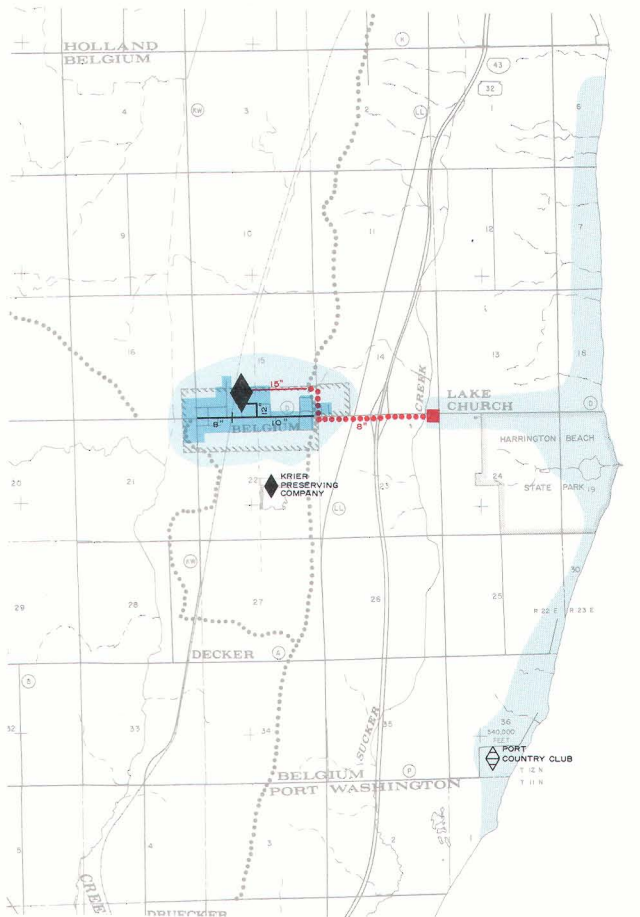 HOLLAND
BELGIUM
A
43
32
4
KW
3
2
LL
1
6
9
10
11
12
7
16
15
14
13
18
15"
12"
D
8"
BELGIUM
10"
8"
CREEK
LAKE
CHURCH
D
HARRINGTON BEACH
STATE PARK
20
21
22
KRIER
PRESERVING
COMPANY
23
24
19
LL
KW
30
29
28
27
26
25
R 22 E
R 23 E
DECKER
A
B
32
33
34
SUCKER
35
36
540,000
FEET
PORT
COUNTRY CLUB
T 12 N
T 11 N
BELGIUM
PORT WASHINGTON
P
5
4
3
2
1
CREE
DRUECKER